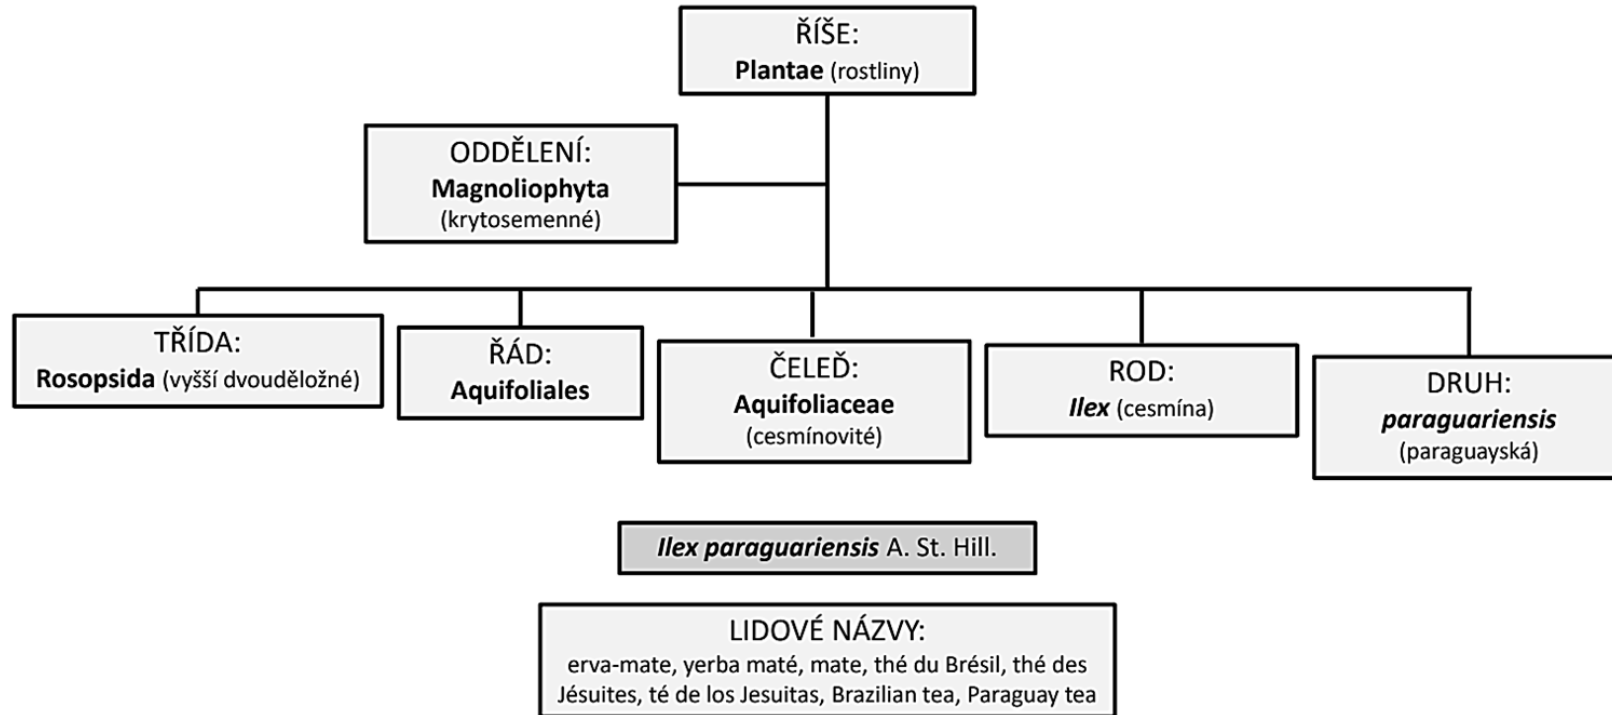 ŘÍŠE:
Plantae (rostliny)
ODDĚLENÍ:
Magnoliophyta
(krytosemenné)
TŘÍDA:
Rosopsida (vyšší dvouděložné)
ŘÁD:
Aquifoliales
ČELEĎ:
Aquifoliaceae
(cesmínovité)
ROD:
Ilex (cesmína)
DRUH:
paraguariensis
(paraguayská)
Ilex paraguariensis A. St. Hill.
LIDOVÉ NÁZVY:
erva-mate, yerba maté, mate, thé du Brésil, thé des
Jésuites, té de los Jesuitas, Brazilian tea, Paraguay tea